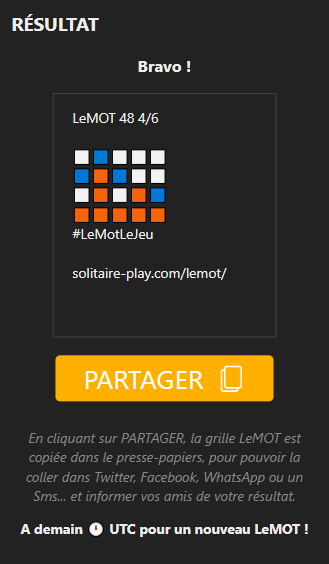 RÉSULTAT
Bravo !
LeMOT 48 4/6
#LeMotLeJeu
solitaire-play.com/lemot/
PARTAGER
En cliquant sur PARTAGER, la grille LeMOT est
copiée dans le presse-papiers, pour pouvoir la
coller dans Twitter, Facebook, WhatsApp ou un
Sms... et informer vos amis de votre résultat.
A demain 🕛 UTC pour un nouveau LeMOT !